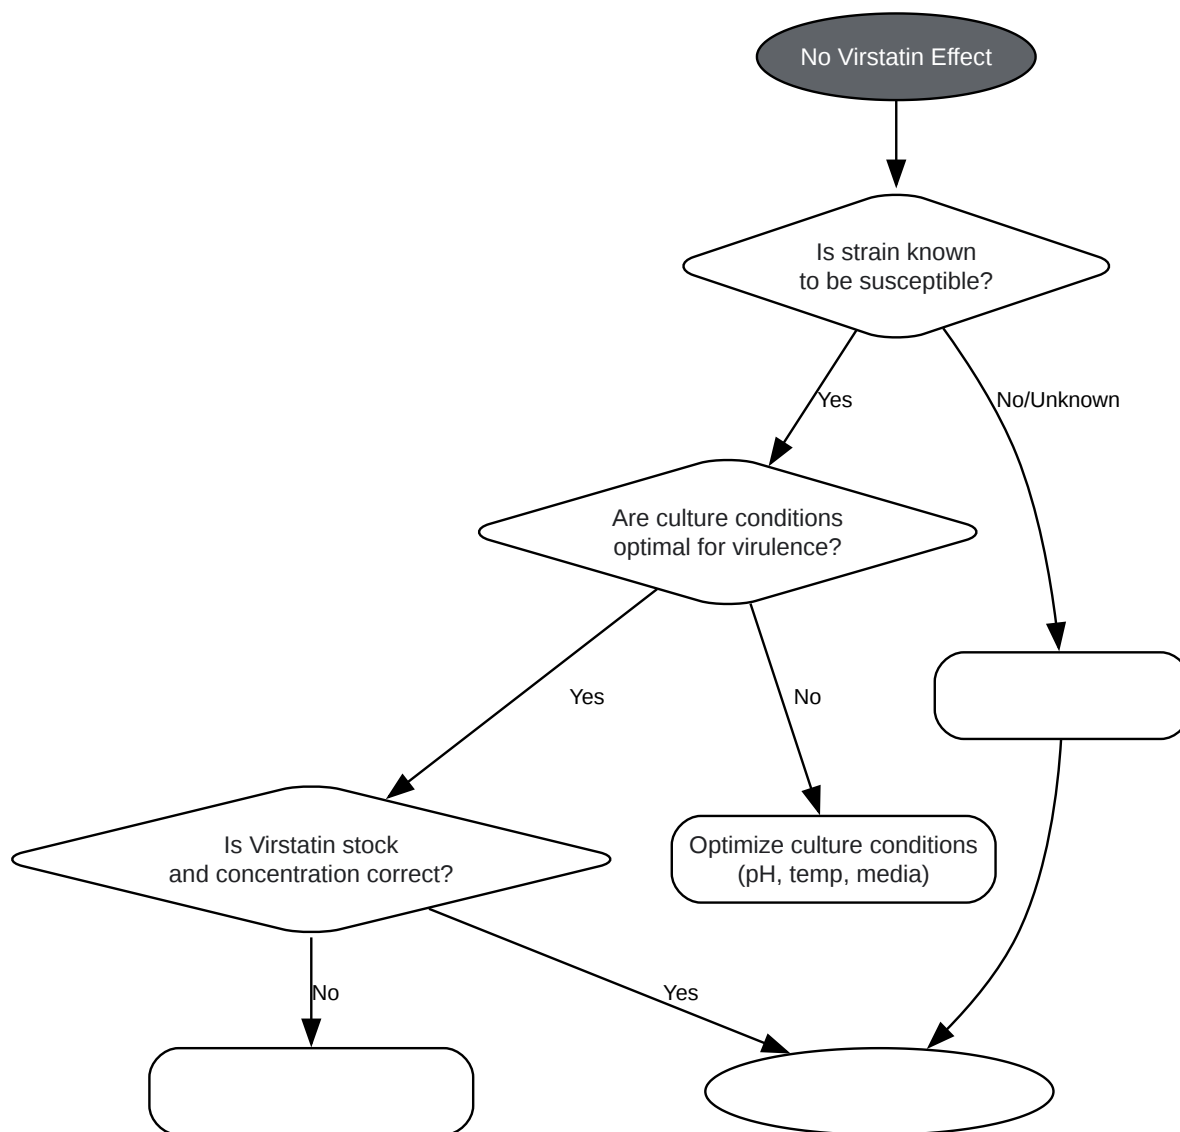 No Virstatin Effect
Is strain known
to be susceptible?
Yes
No/Unknown
Are culture conditions
optimal for virulence?
Yes
No
Is Virstatin stock
and concentration correct?
Optimize culture conditions
(pH, temp, media)
No
Yes